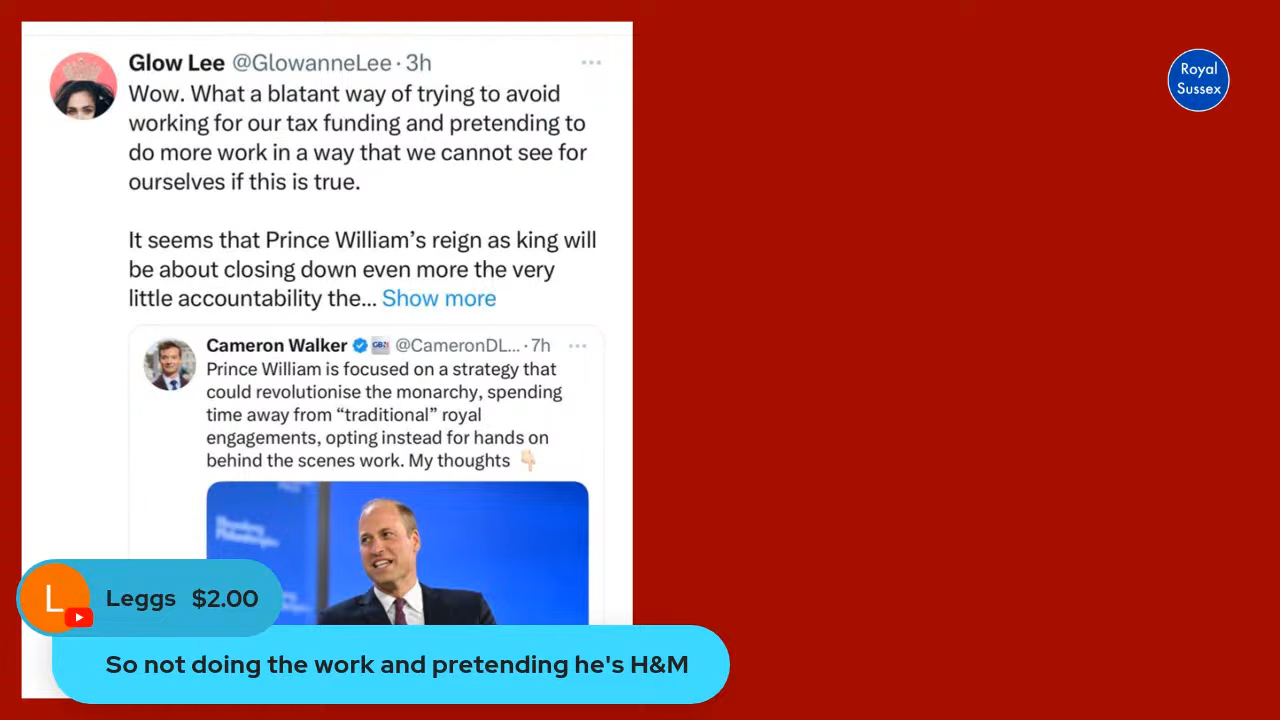 Glow Lee @GlowanneLee · 3h
Wow. What a blatant way of trying to avoid
working for our tax funding and pretending to
do more work in a way that we cannot see for
ourselves if this is true.
It seems that Prince William's reign as king will
be about closing down even more the very
little accountability the... Show more
Cameron Walker GBN @CameronDL... · 7h
Prince William is focused on a strategy that
could revolutionise the monarchy, spending
time away from “traditional” royal
engagements, opting instead for hands on
behind the scenes work. My thoughts 👇🏻
Royal
Sussex
L
Leggs $2.00
So not doing the work and pretending he's H&M